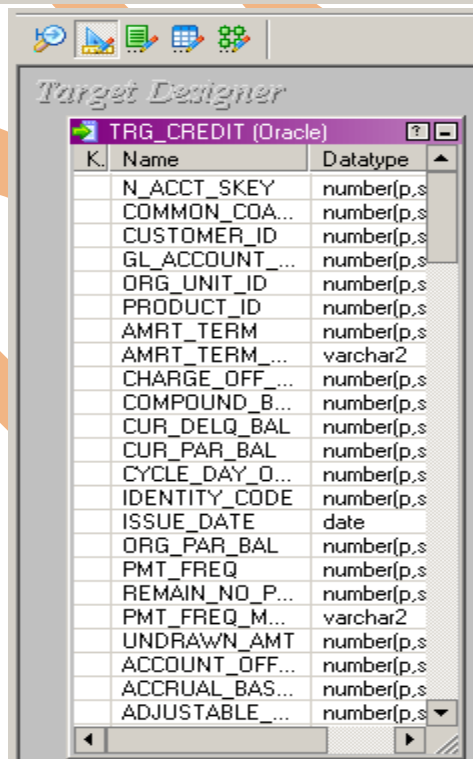 Target Designer
TRG_CREDIT (Oracle)
K. Name Datatype
N_ACCT_SKEY number(p,s
COMMON_COA... number(p,s
CUSTOMER_ID number(p,s
GL_ACCOUNT_... number(p,s
ORG_UNIT_ID number(p,s
PRODUCT_ID number(p,s
AMRT_TERM number(p,s
AMRT_TERM_... varchar2
CHARGE_OFF_... number(p,s
COMPOUND_B... number(p,s
CUR_DELQ_BAL number(p,s
CUR_PAR_BAL number(p,s
CYCLE_DAY_O... number(p,s
IDENTITY_CODE number(p,s
ISSUE_DATE date
ORG_PAR_BAL number(p,s
PMT_FREQ number(p,s
REMAIN_NO_P... number(p,s
PMT_FREQ_M... varchar2
UNDRAWN_AMT number(p,s
ACCOUNT_OFF... number(p,s
ACCRUAL_BAS... number(p,s
ADJUSTABLE_... number(p,s